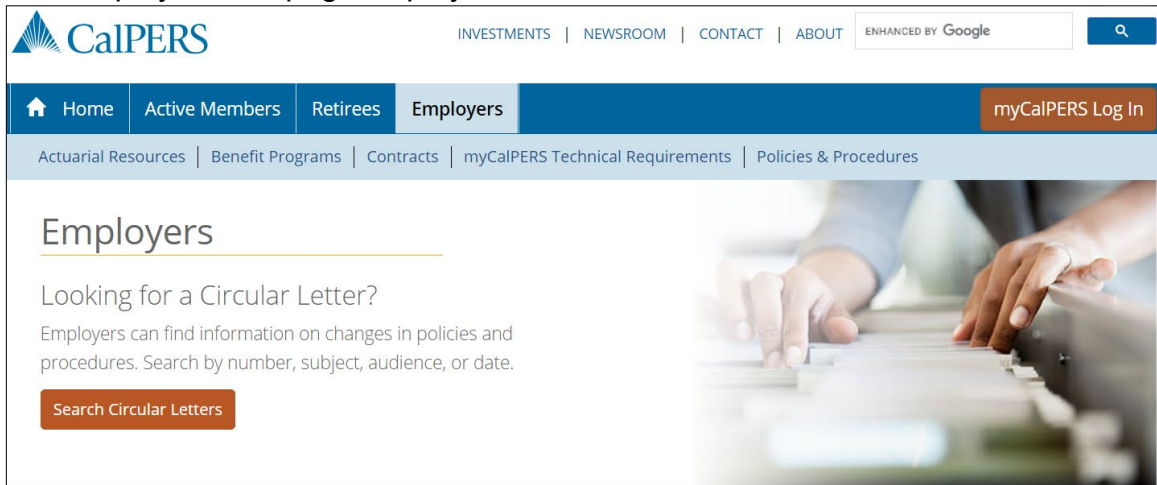 CalPERS
INVESTMENTS | NEWSROOM | CONTACT | ABOUT
ENHANCED BY Google
Home
Active Members
Retirees
Employers
myCalPERS Log In
Actuarial Resources | Benefit Programs | Contracts | myCalPERS Technical Requirements | Policies & Procedures
Employers
Looking for a Circular Letter?
Employers can find information on changes in policies and
procedures. Search by number, subject, audience, or date.
Search Circular Letters